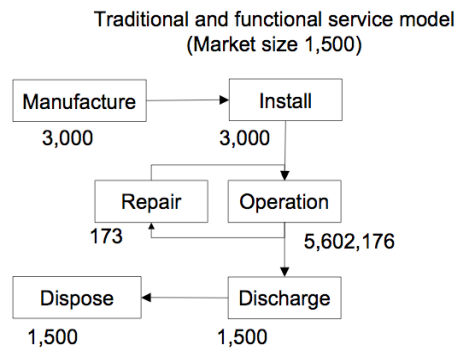 Traditional and functional service model
(Market size 1,500)
Manufacture
Install
3,000
3,000
Repair
Operation
173
5,602,176
Dispose
Discharge
1,500
1,500